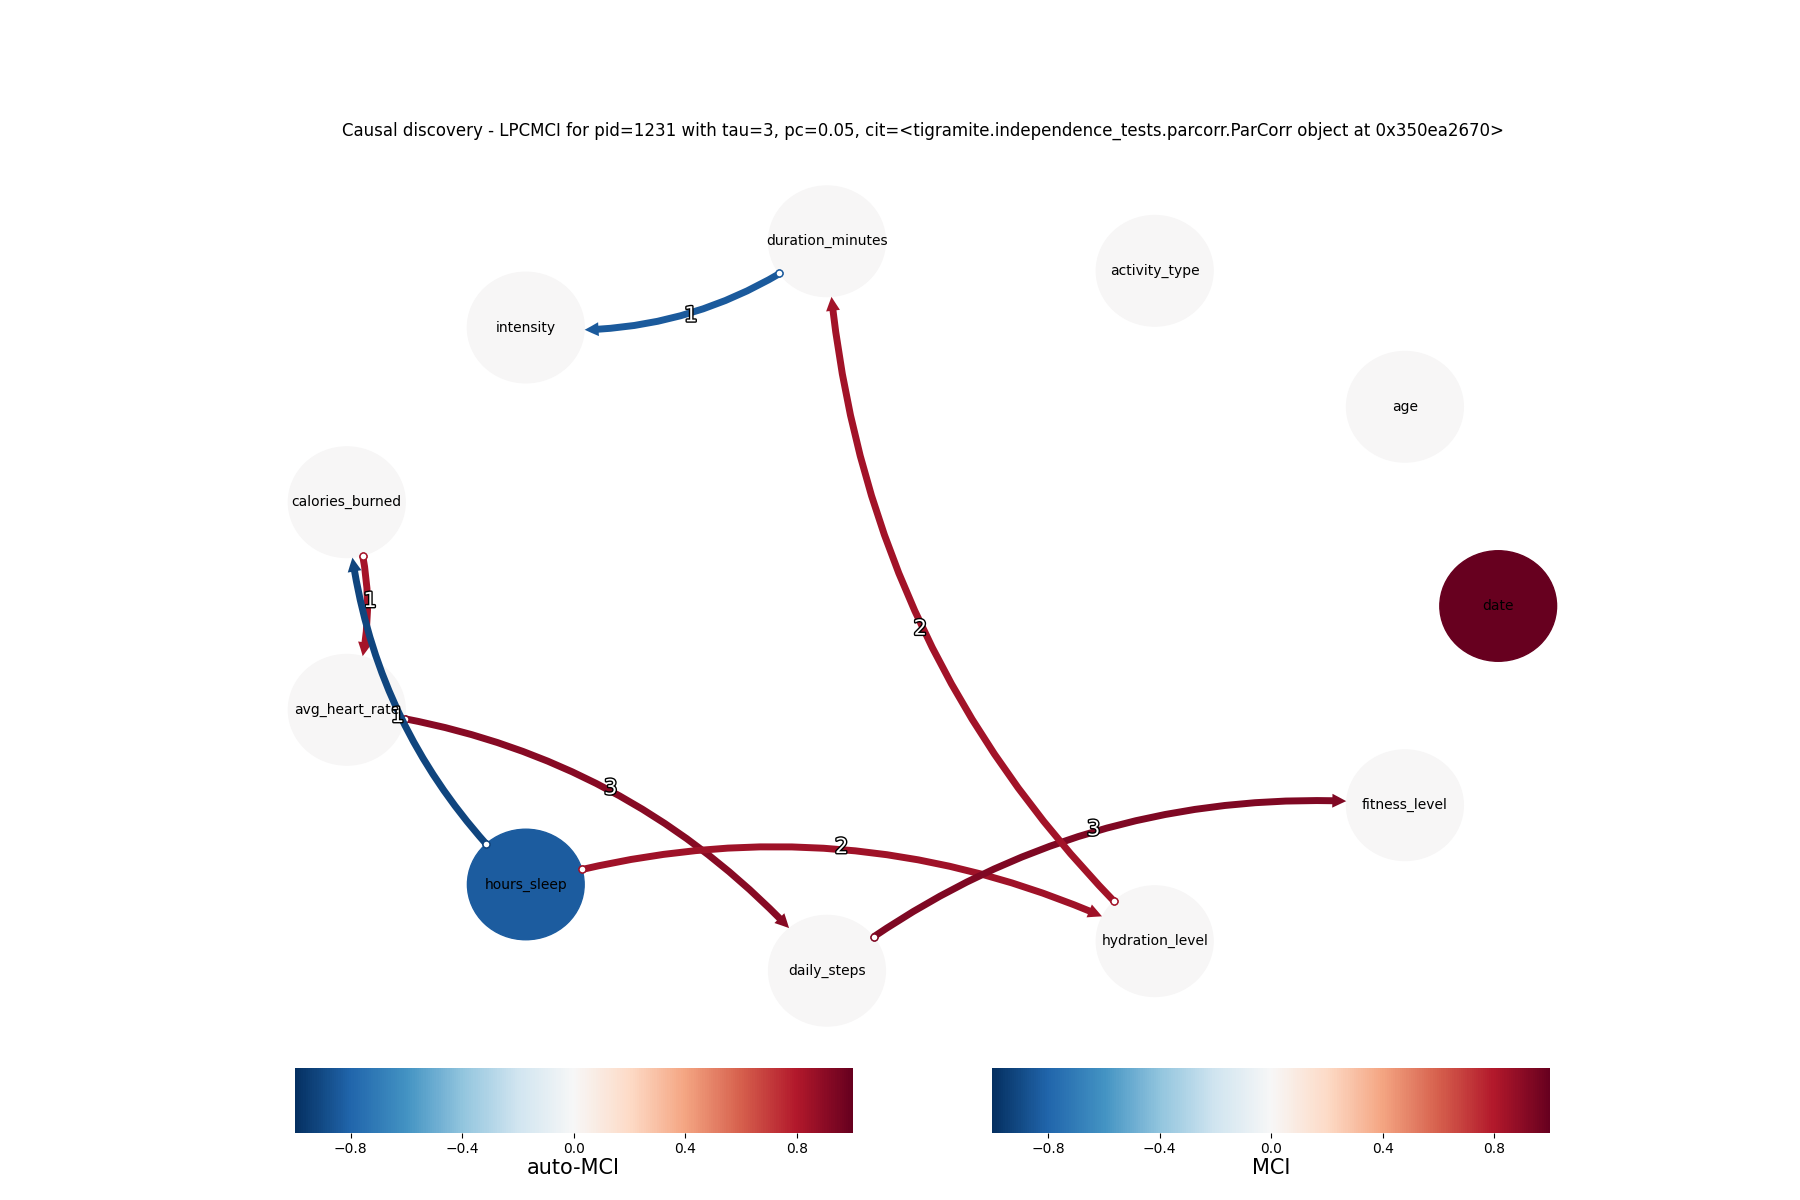 Causal discovery - LPCMCI for pid=1231 with tau=3, pc=0.05, cit=<tigramite.independence_tests.parcorr.ParCorr object at 0x350ea2670>
duration_minutes
activity_type
1
intensity
age
calories_burned
1
date
2
avg_heart_rate
1
3
fitness_level
3
2
hours_sleep
hydration_level
daily_steps
−0.8 −0.4 0.0 0.4 0.8
auto-MCI
−0.8 −0.4 0.0 0.4 0.8
MCI